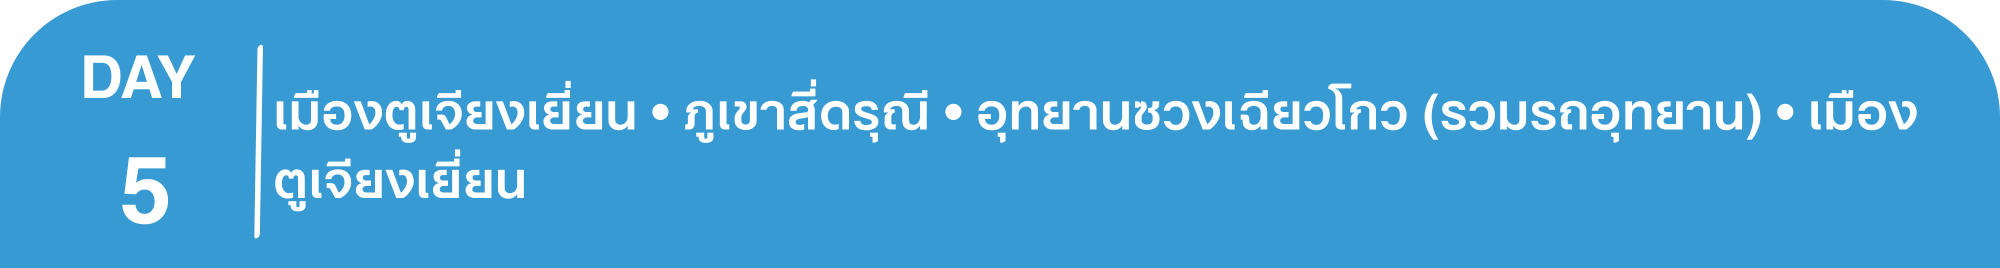 DAY
5
เมืองตูเจียงเยี่ยน • ภูเขาสี่ดรุณี • อุทยานซวงเฉียวโกว (รวมรถอุทยาน) • เมือง
ตูเจียงเยี่ยน